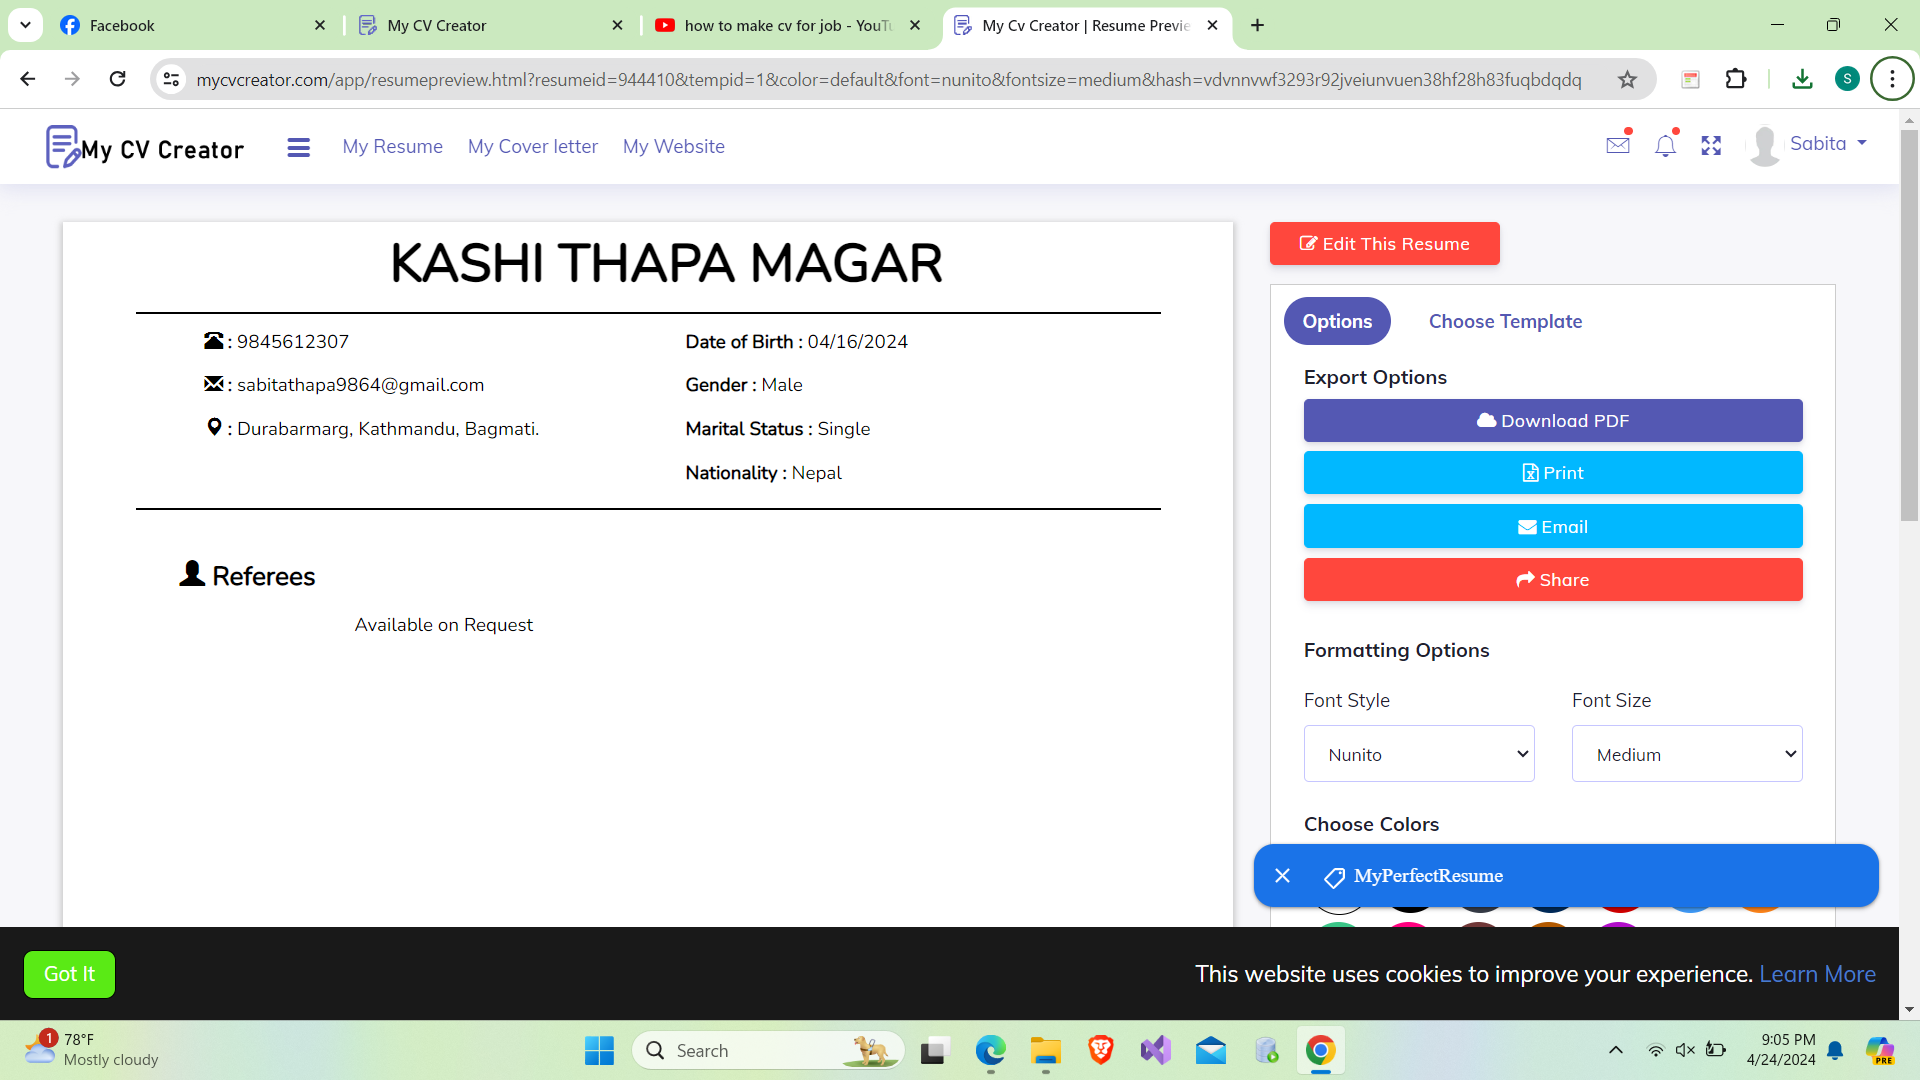 Facebook
My CV Creator
how to make cv for job - YouTu
My Cv Creator | Resume Previe
mycvcreator.com/app/resumepreview.html?resumeid=944410&tempid=1&color=default&font=nunito&fontsize=medium&hash=vdvnnvwf3293r92jveiunvuen38hf28h83fuqbdqdq
S
My CV Creator
My Resume
My Cover letter
My Website
Sabita
KASHI THAPA MAGAR
: 9845612307
: sabitathapa9864@gmail.com
: Durabarmarg, Kathmandu, Bagmati.
Date of Birth : 04/16/2024
Gender : Male
Marital Status : Single
Nationality : Nepal
Referees
Available on Request
Edit This Resume
Options
Choose Template
Export Options
Download PDF
Print
Email
Share
Formatting Options
Font Style
Font Size
Nunito
Medium
Choose Colors
MyPerfectResume
Got It
This website uses cookies to improve your experience. Learn More
1
78°F
Mostly cloudy
Search
9:05 PM
4/24/2024
PRE